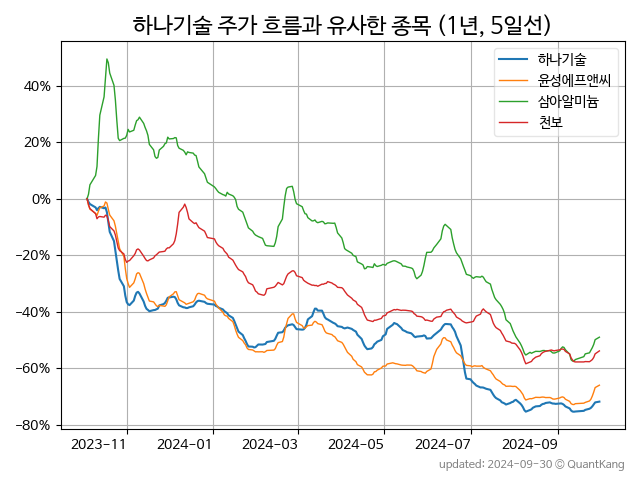 하나기술 주가 흐름과 유사한 종목 (1년, 5일선)
하나기술
윤성에프앤씨
삼아알미늄
천보
40%
20%
0%
−20%
−40%
−60%
−80%
2023−11
2024−01
2024−03
2024−05
2024−07
2024−09
updated: 2024-09-30 © QuantKang